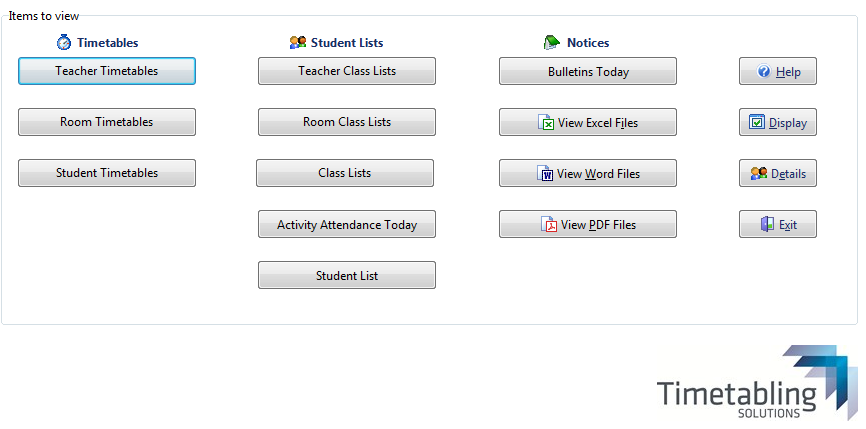 Items to view
Timetables
Student Lists
Notices
Teacher Timetables
Teacher Class Lists
Bulletins Today
Help
Room Timetables
Room Class Lists
View Excel Files
Display
Student Timetables
Class Lists
View Word Files
Details
Activity Attendance Today
View PDF Files
Exit
Student List
Timetabling
SOLUTIONS